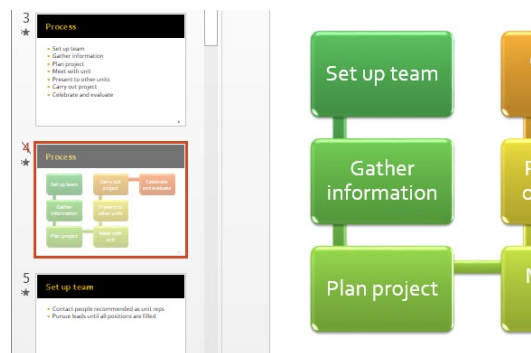 3
Process
Set up team
Gather information
Plan project
Meet with unit
Present to other units
Carry out project
Celebrate and evaluate
4
Process
Set up team
Carry out
project
Celebrate
and evaluate
Gather
information
Present to
other units
Plan project
Meet with
unit
5
Set up team
Contact people recommended as unit reps
Pursue leads until all positions are filled
Set up team
Gather
information
Plan project